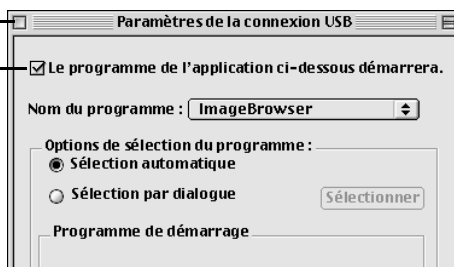 Paramètres de la connexion USB
Le programme de l'application ci-dessous démarrera.
Nom du programme : ImageBrowser
Options de sélection du programme :
Sélection automatique
Sélection par dialogue Sélectionner
Programme de démarrage